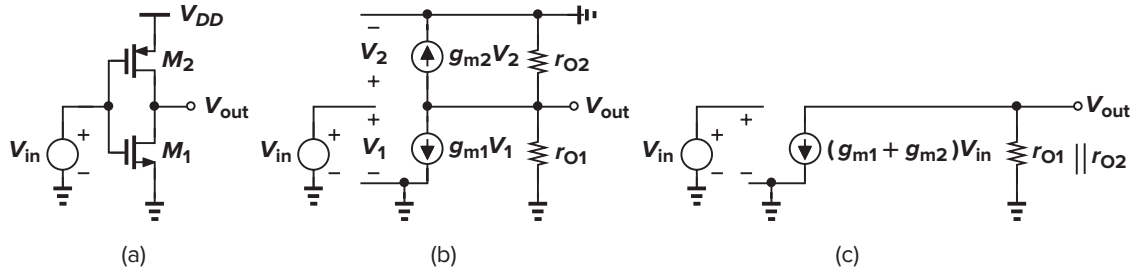 V_DD
M_2
V_out
V_in
+
−
M_1
(a)
−
V_2
+
g_m2V_2
r_O2
V_out
+
V_1
−
V_in
+
−
g_m1V_1
r_O1
(b)
V_in
+
−
+
−
(g_m1 + g_m2)V_in
r_O1 || r_O2
V_out
(c)